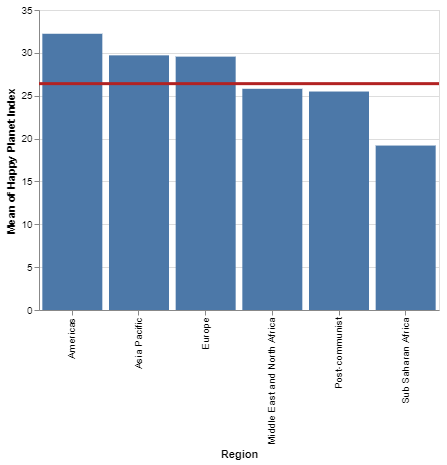 35
30
25
20
15
10
5
0
Mean of Happy Planet Index
Americas
Asia Pacific
Europe
Middle East and North Africa
Post-communist
Sub Saharan Africa
Region